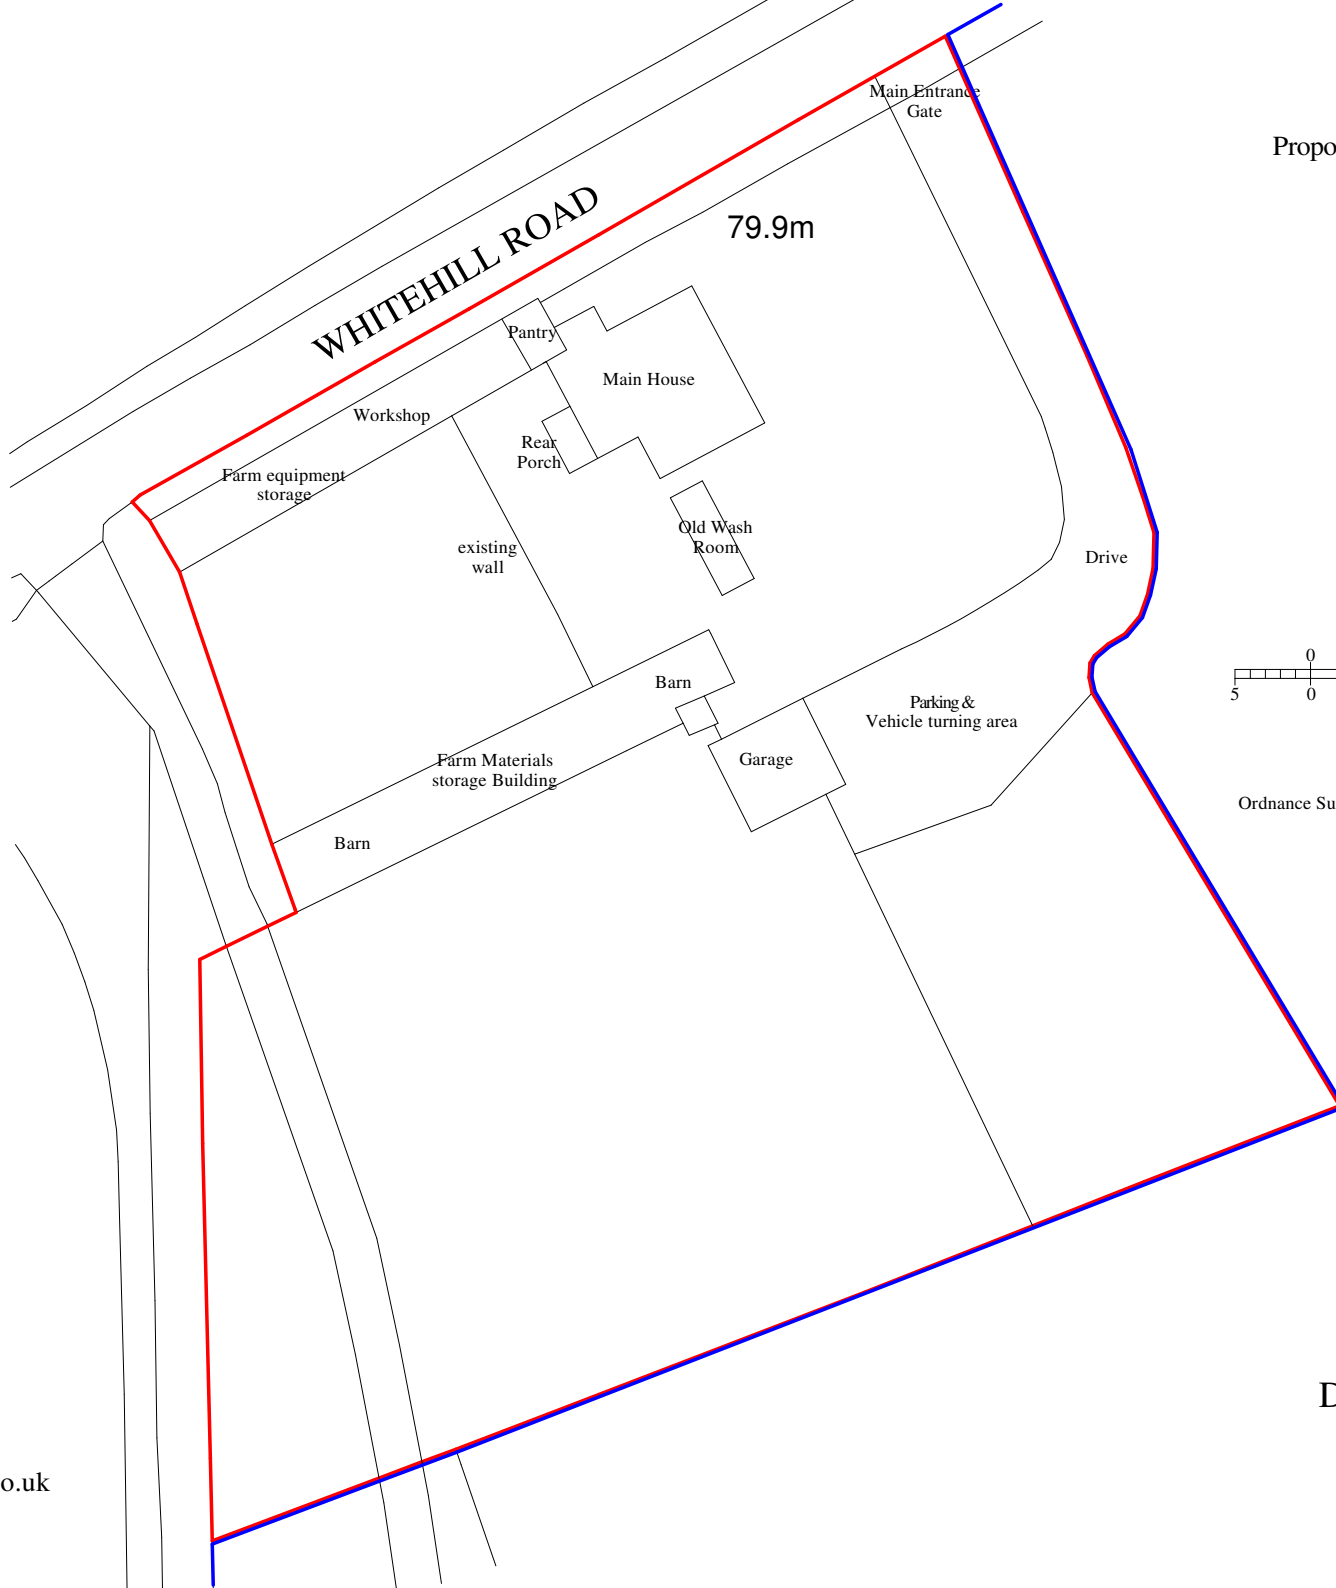 Main Entrance
Gate
Propo
WHITEHILL ROAD
79.9m
Pantry
Main House
Workshop
Rear
Porch
Farm equipment
storage
Old Wash
Room
existing
wall
Drive
0
5 0
Barn
Parking &
Vehicle turning area
Farm Materials
storage Building
Garage
Ordnance Su
Barn
D
o.uk